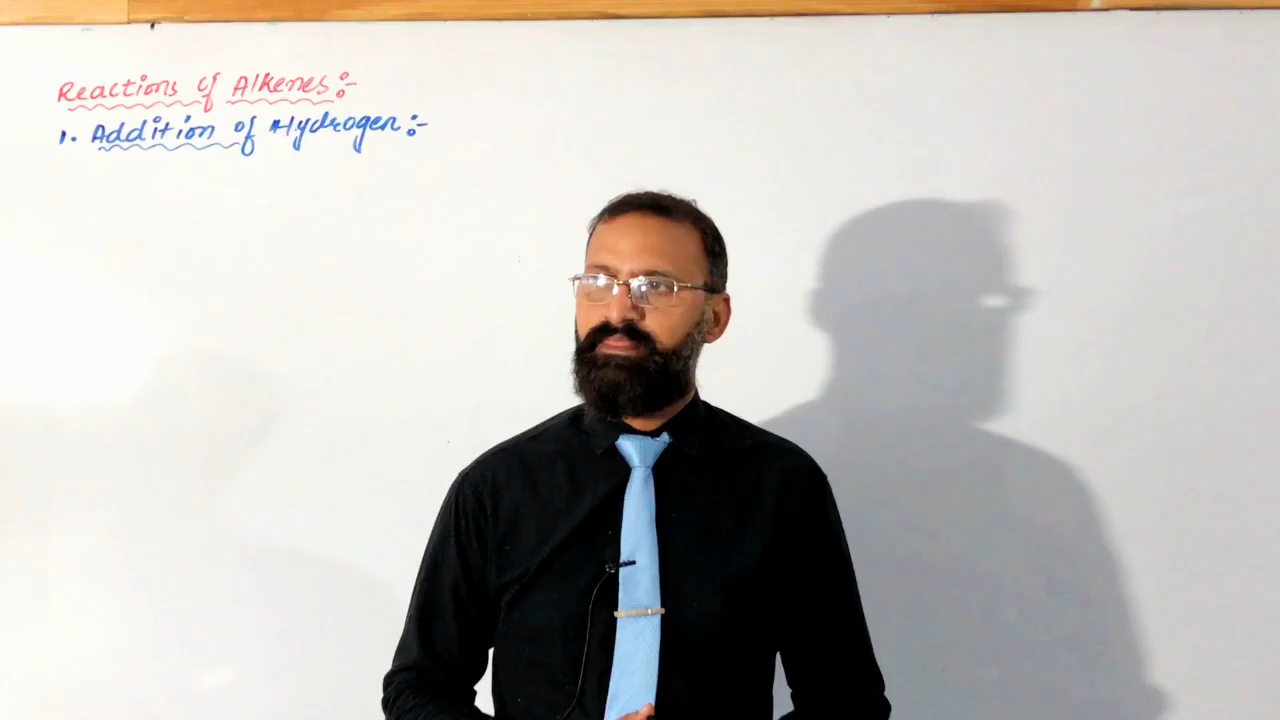 Reactions of Alkenes:-
1. Addition of Hydrogen:-